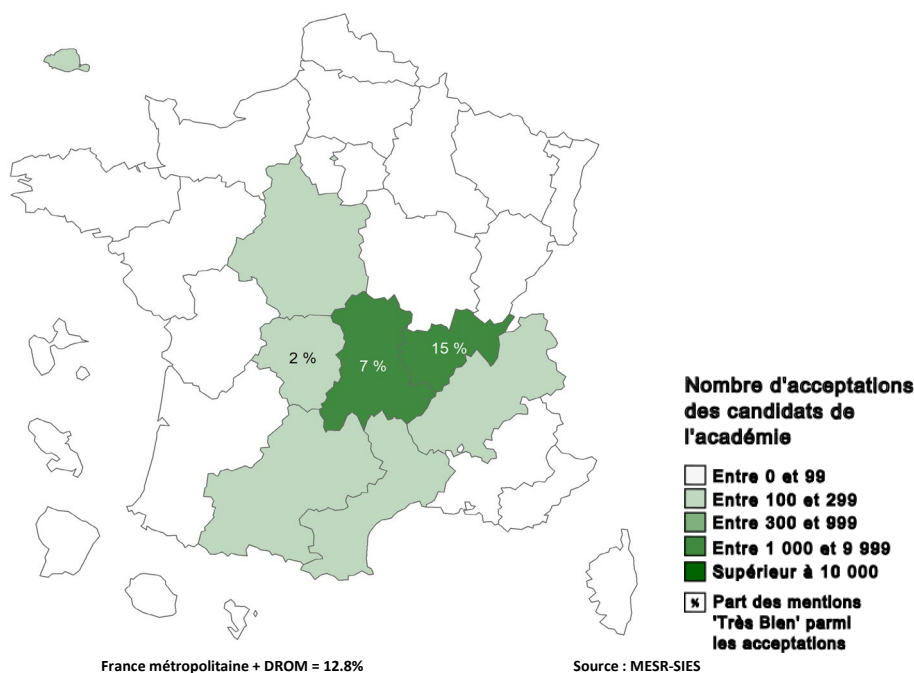 2 %
7 %
15 %
Nombre d'acceptations
des candidats de
l'académie
Entre 0 et 99
Entre 100 et 299
Entre 300 et 999
Entre 1 000 et 9 999
Supérieur à 10 000
% Part des mentions
'Très Bien' parmi
les acceptations
France métropolitaine + DROM = 12.8%
Source : MESR-SIES